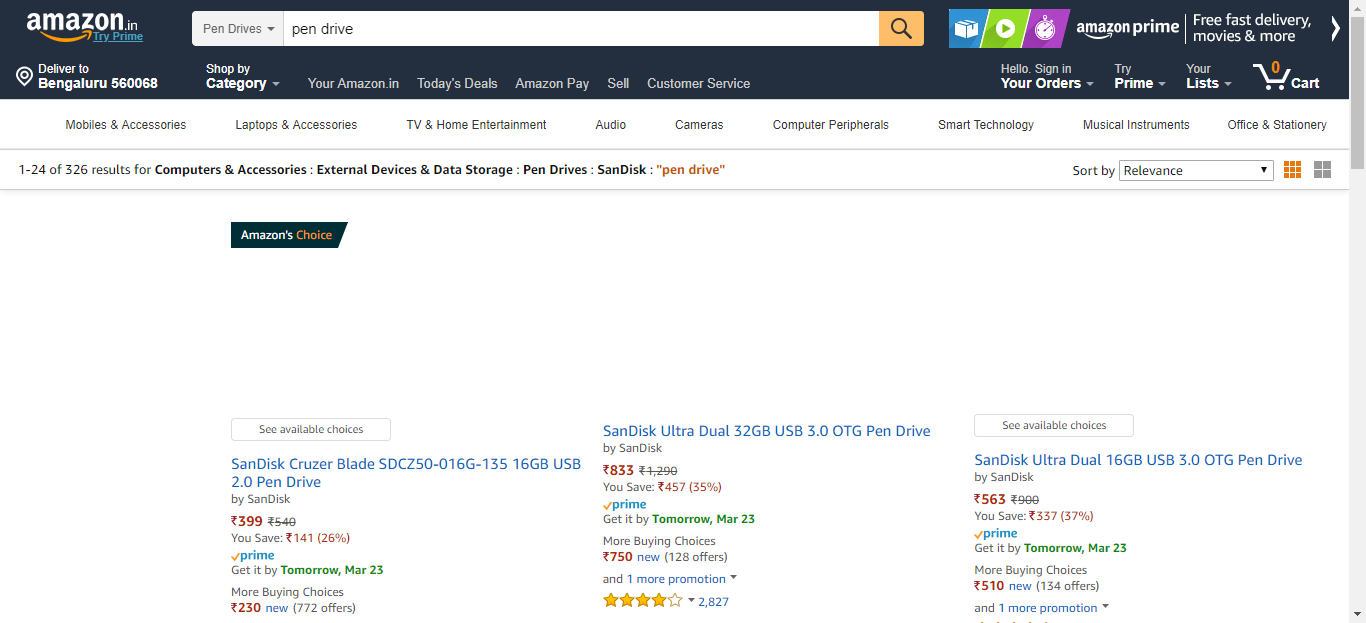 amazon.in
Try Prime
Pen Drives
pen drive
amazon prime
Free fast delivery,
movies & more
Deliver to
Bengaluru 560068
Shop by
Category
Your Amazon.in Today's Deals Amazon Pay Sell Customer Service
Hello. Sign in
Your Orders
Try
Prime
Your
Lists
0
Cart
Mobiles & Accessories Laptops & Accessories TV & Home Entertainment Audio Cameras Computer Peripherals Smart Technology Musical Instruments Office & Stationery
1-24 of 326 results for Computers & Accessories : External Devices & Data Storage : Pen Drives : SanDisk : "pen drive"
Sort by Relevance
Amazon's Choice
See available choices
SanDisk Cruzer Blade SDCZ50-016G-135 16GB USB
2.0 Pen Drive
by SanDisk
₹399 ₹540
You Save: ₹141 (26%)
prime
Get it by Tomorrow, Mar 23
More Buying Choices
₹230 new (772 offers)
SanDisk Ultra Dual 32GB USB 3.0 OTG Pen Drive
by SanDisk
₹833 ₹1,290
You Save: ₹457 (35%)
prime
Get it by Tomorrow, Mar 23
More Buying Choices
₹750 new (128 offers)
and 1 more promotion
2,827
See available choices
SanDisk Ultra Dual 16GB USB 3.0 OTG Pen Drive
by SanDisk
₹563 ₹900
You Save: ₹337 (37%)
prime
Get it by Tomorrow, Mar 23
More Buying Choices
₹510 new (134 offers)
and 1 more promotion